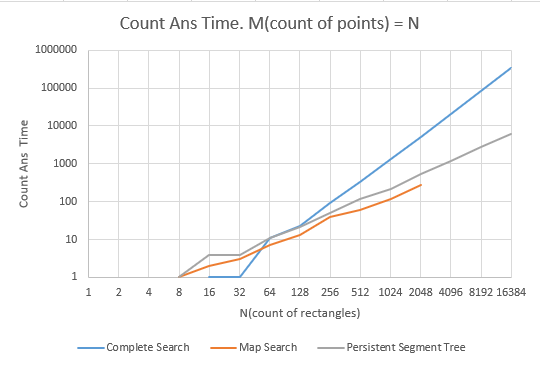 Count Ans Time. M(count of points) = N
1000000
100000
10000
1000
100
10
1
Count Ans Time
1 2 4 8 16 32 64 128 256 512 1024 2048 4096 8192 16384
N(count of rectangles)
Complete Search Map Search Persistent Segment Tree